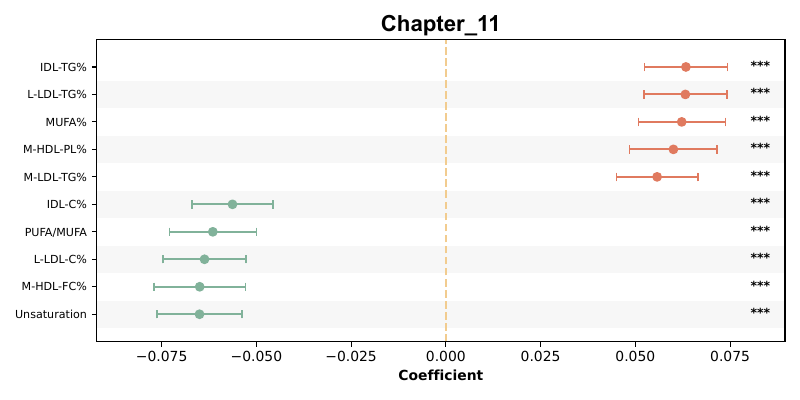 Chapter_11
IDL-TG% ***
L-LDL-TG% ***
MUFA% ***
M-HDL-PL% ***
M-LDL-TG% ***
IDL-C% ***
PUFA/MUFA ***
L-LDL-C% ***
M-HDL-FC% ***
Unsaturation ***
−0.075 −0.050 −0.025 0.000 0.025 0.050 0.075
Coefficient